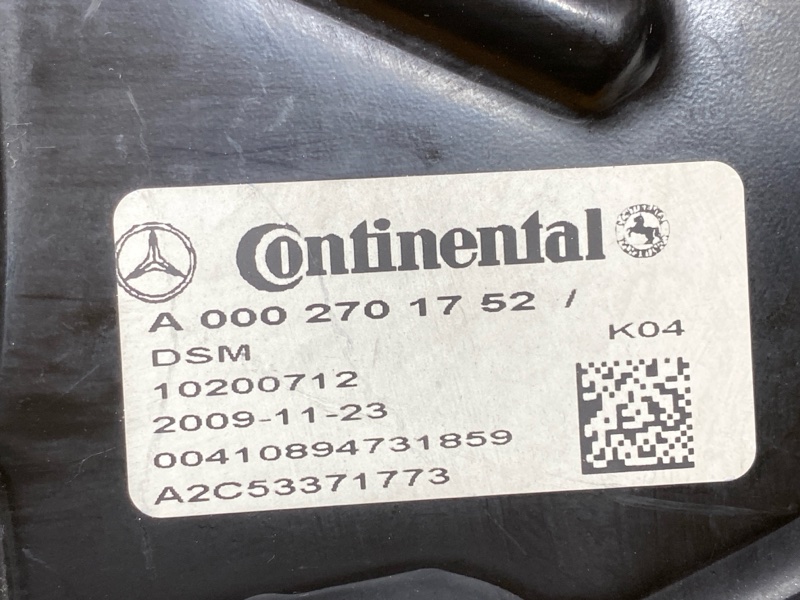 Continental
A 000 270 17 52 /
K04
DSM
10200712
2009-11-23
00410894731859
A2C53371773